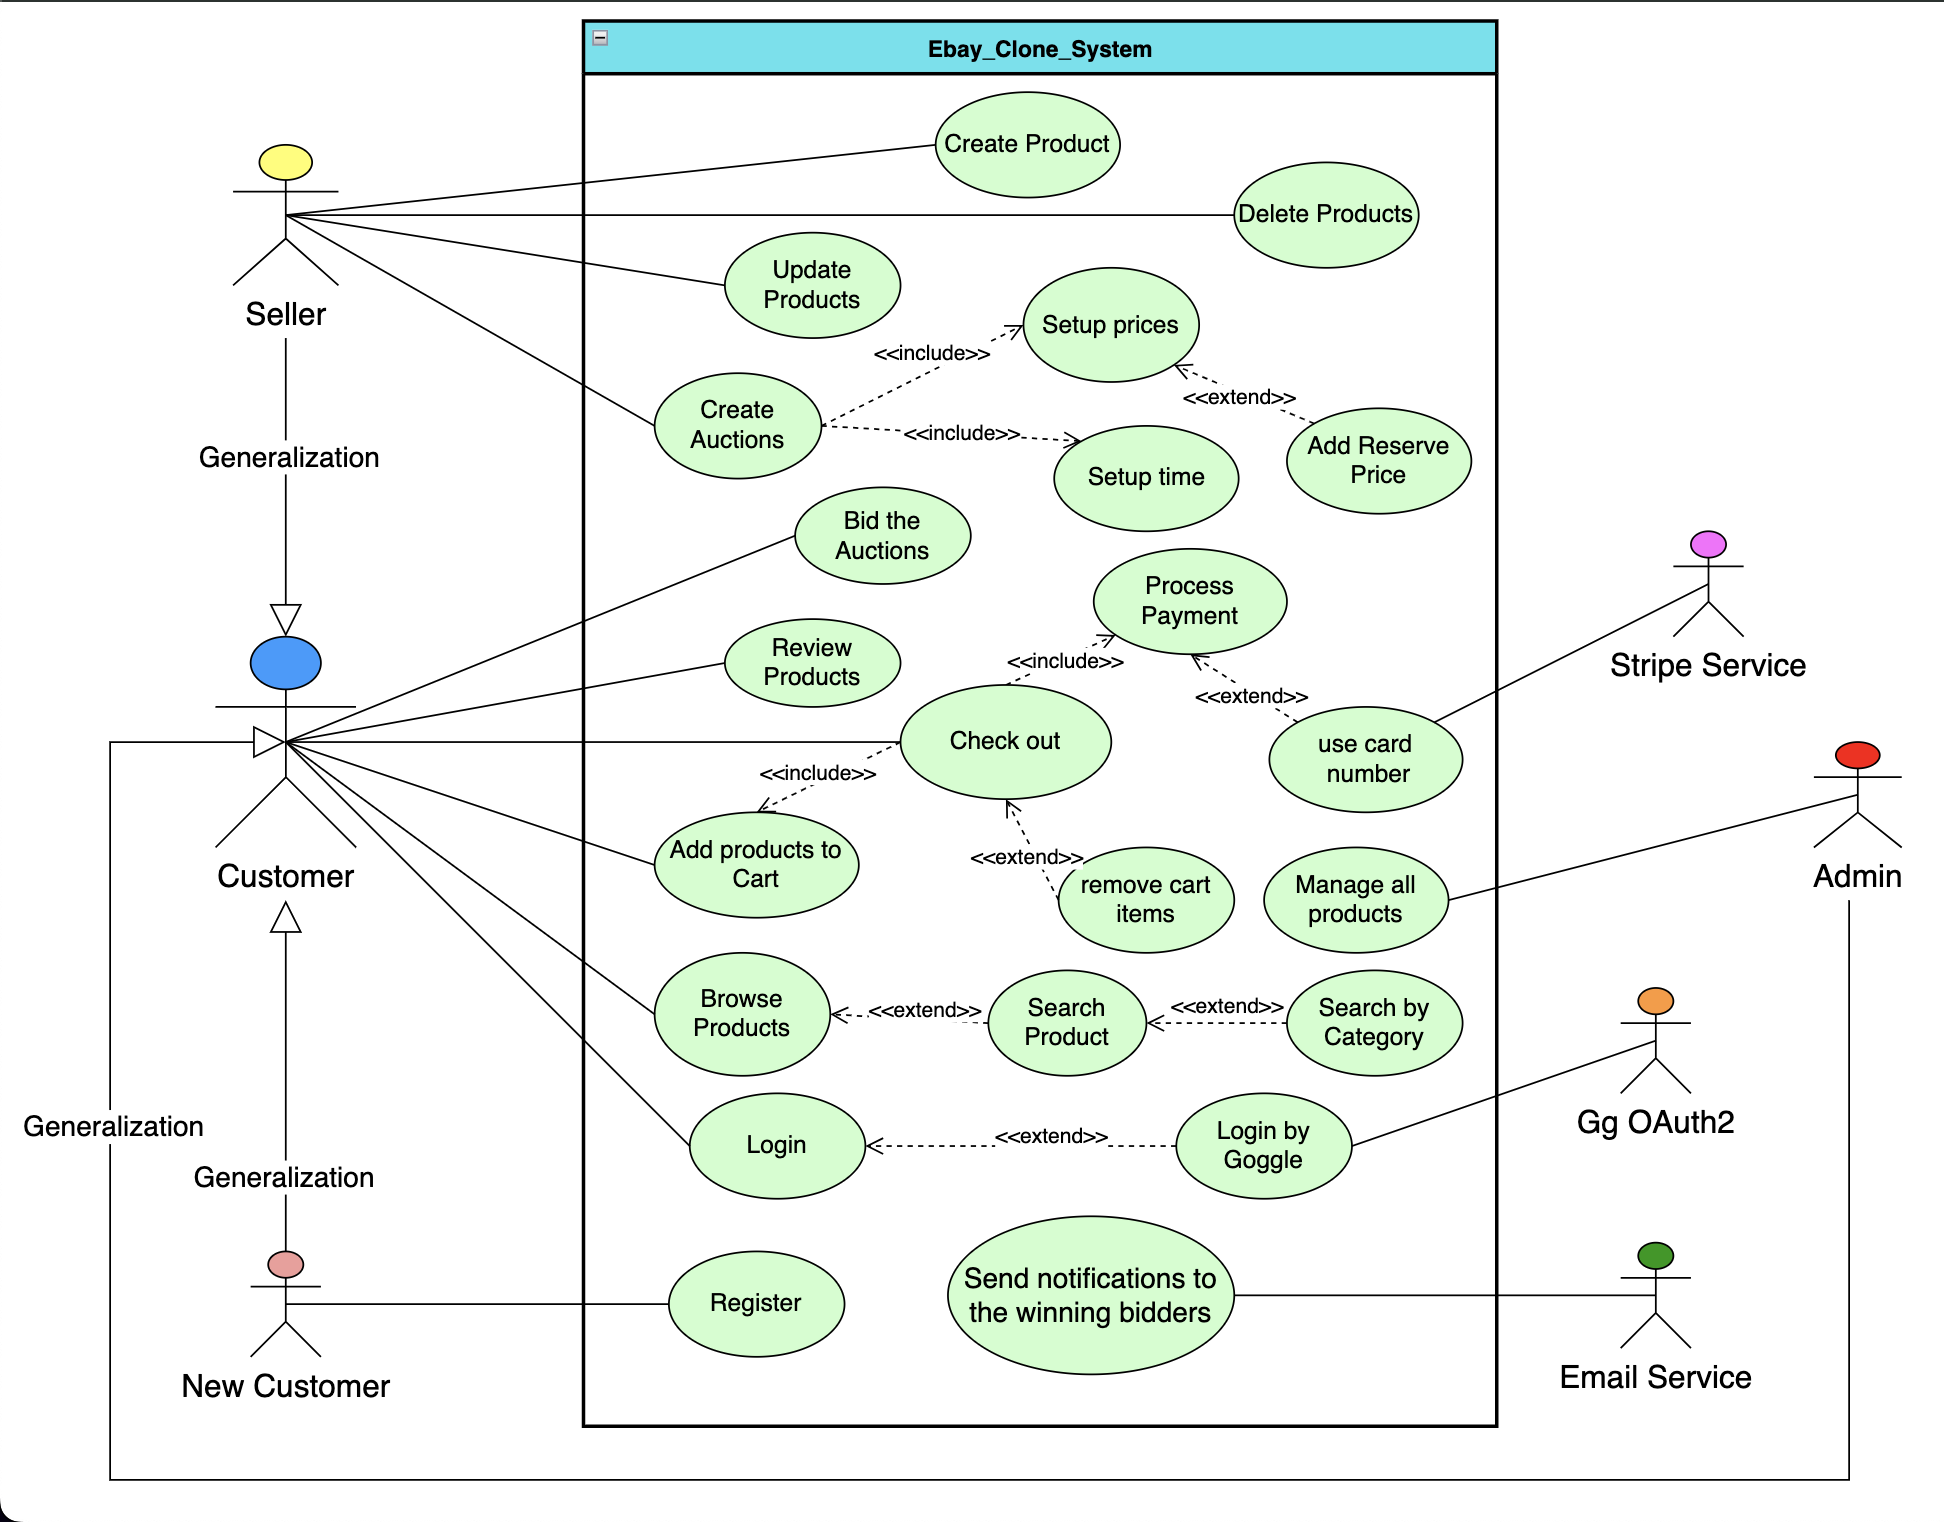 Ebay_Clone_System
Create Product
Delete Products
Update
Products
Seller
Setup prices
<<include>>
<<extend>>
Create
Auctions
<<include>>
Add Reserve
Price
Generalization
Setup time
Bid the
Auctions
Process
Payment
Review
Products
<<include>>
Stripe Service
<<extend>>
Check out
use card
number
<<include>>
Add products to
Cart
<<extend>>
remove cart
items
Manage all
products
Customer
Admin
Browse
Products
<<extend>>
Search
Product
<<extend>>
Search by
Category
Generalization
Gg OAuth2
Login
<<extend>>
Login by
Goggle
Generalization
Send notifications to
the winning bidders
Register
New Customer
Email Service